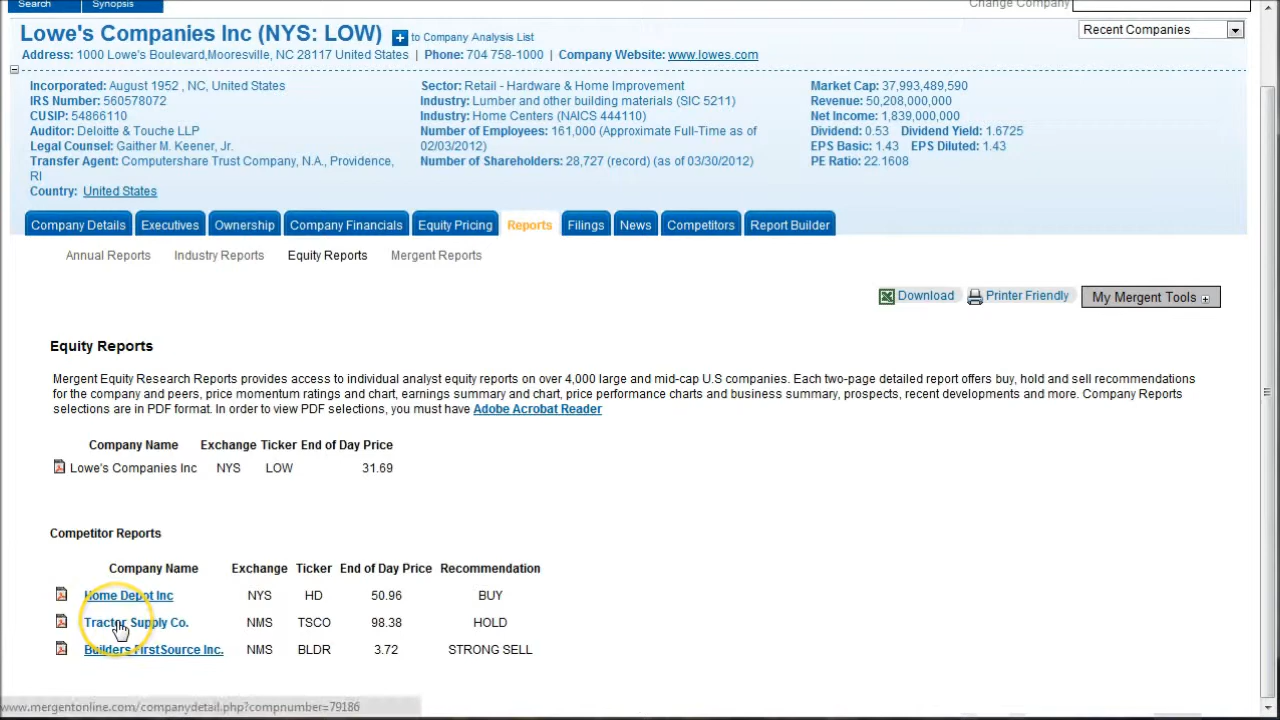 Search Synopsis Change Company
Lowe's Companies Inc (NYS: LOW) + to Company Analysis List Recent Companies
Address: 1000 Lowe's Boulevard,Mooresville, NC 28117 United States | Phone: 704 758-1000 | Company Website: www.lowes.com
Incorporated: August 1952 , NC, United States
IRS Number: 560578072
CUSIP: 54866110
Auditor: Deloitte & Touche LLP
Legal Counsel: Gaither M. Keener, Jr.
Transfer Agent: Computershare Trust Company, N.A., Providence,
RI
Country: United States
Sector: Retail - Hardware & Home Improvement
Industry: Lumber and other building materials (SIC 5211)
Industry: Home Centers (NAICS 444110)
Number of Employees: 161,000 (Approximate Full-Time as of
02/03/2012)
Number of Shareholders: 28,727 (record) (as of 03/30/2012)
Market Cap: 37,993,489,590
Revenue: 50,208,000,000
Net Income: 1,839,000,000
Dividend: 0.53 Dividend Yield: 1.6725
EPS Basic: 1.43 EPS Diluted: 1.43
PE Ratio: 22.1608
Company Details Executives Ownership Company Financials Equity Pricing Reports Filings News Competitors Report Builder
Annual Reports Industry Reports Equity Reports Mergent Reports
Download Printer Friendly My Mergent Tools +
Equity Reports
Mergent Equity Research Reports provides access to individual analyst equity reports on over 4,000 large and mid-cap U.S companies. Each two-page detailed report offers buy, hold and sell recommendations
for the company and peers, price momentum ratings and chart, earnings summary and chart, price performance charts and business summary, prospects, recent developments and more. Company Reports
selections are in PDF format. In order to view PDF selections, you must have Adobe Acrobat Reader
Company Name Exchange Ticker End of Day Price
Lowe's Companies Inc NYS LOW 31.69
Competitor Reports
Company Name Exchange Ticker End of Day Price Recommendation
Home Depot Inc NYS HD 50.96 BUY
Tractor Supply Co. NMS TSCO 98.38 HOLD
Builders FirstSource Inc. NMS BLDR 3.72 STRONG SELL
www.mergentonline.com/companydetail.php?compnumber=79186